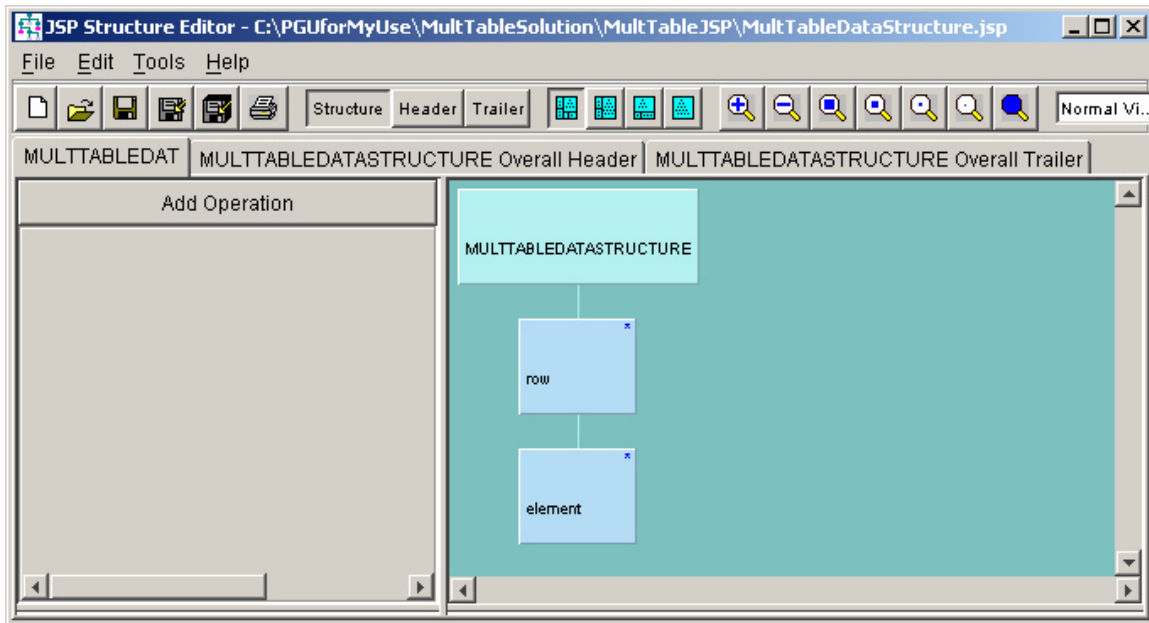 JSP Structure Editor - C:\PGUforMyUse\MultTableSolution\MultTableJSP\MultTableDataStructure.jsp
File Edit Tools Help
Structure Header Trailer Normal Vi...
MULTTABLEDAT MULTTABLEDATASTRUCTURE Overall Header MULTTABLEDATASTRUCTURE Overall Trailer
Add Operation
MULTTABLEDATASTRUCTURE
*
row
*
element